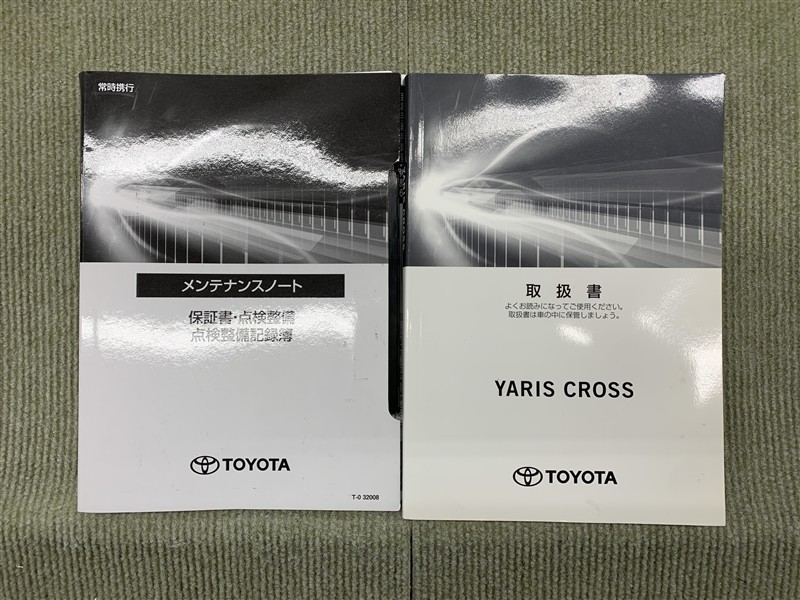 常時携行
メンテナンスノート
保証書・点検整備
点検整備記録簿
TOYOTA
T-0 32008
取扱書
よくお読みになってご使用ください。
取扱書は車の中に保管しましょう。
YARIS CROSS
TOYOTA